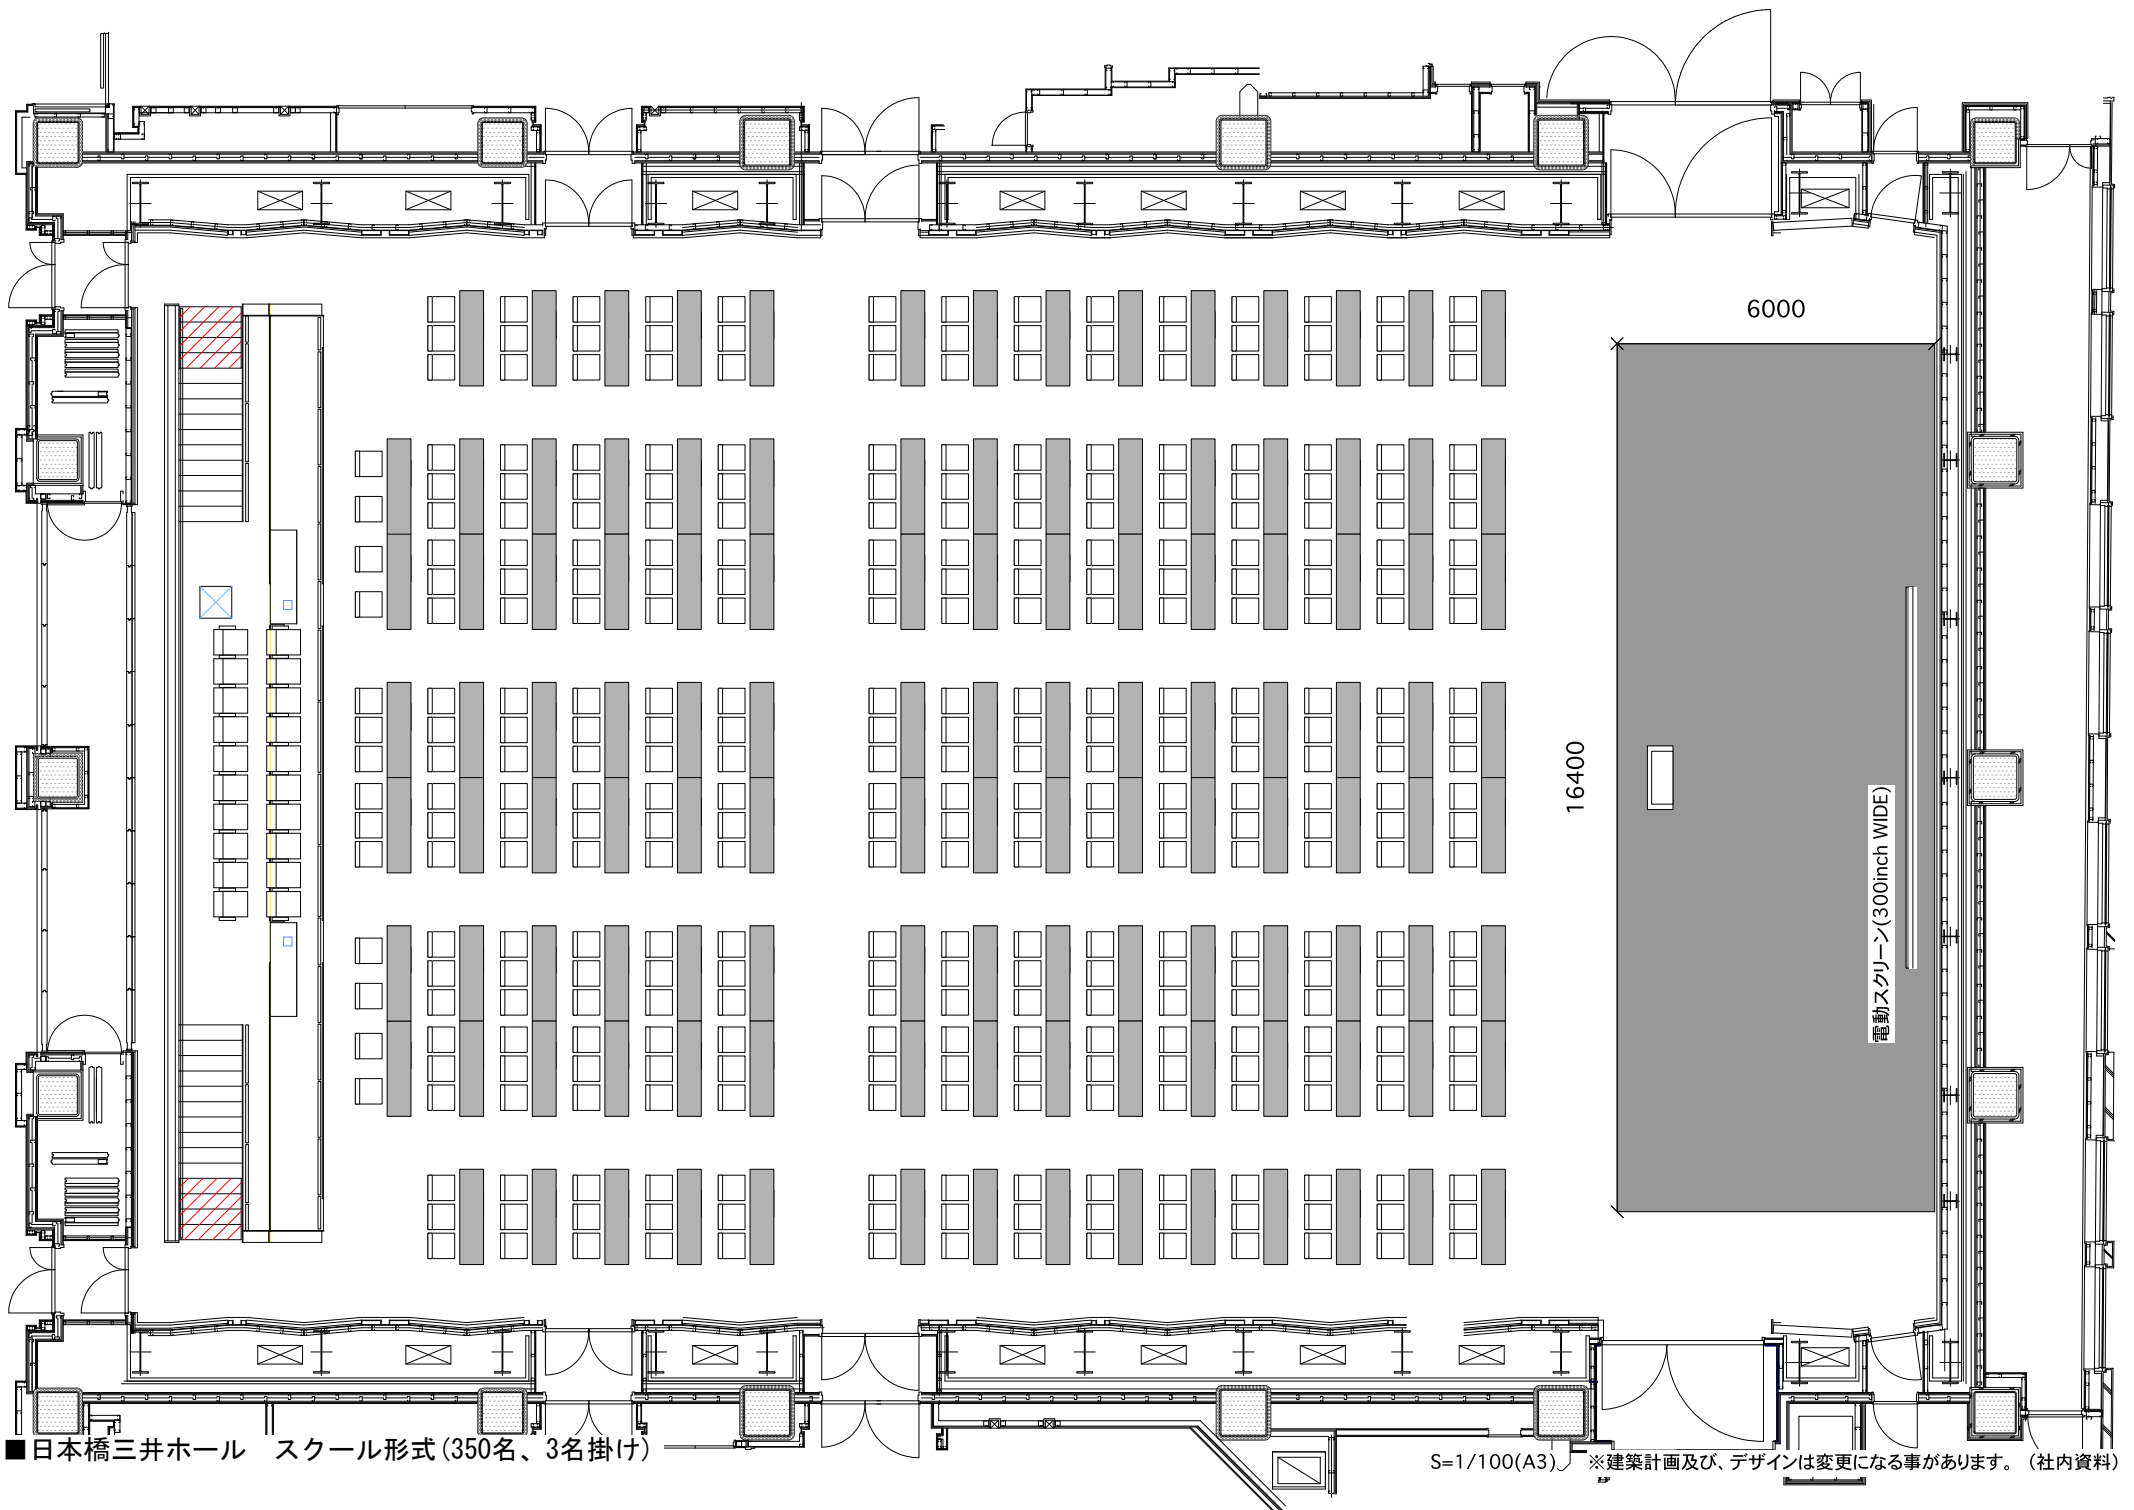 6000
16400
電動スクリーン(300inch WIDE)
■日本橋三井ホール　スクール形式(350名、3名掛け)
S=1/100(A3)
※建築計画及び、デザインは変更になる事があります。（社内資料）